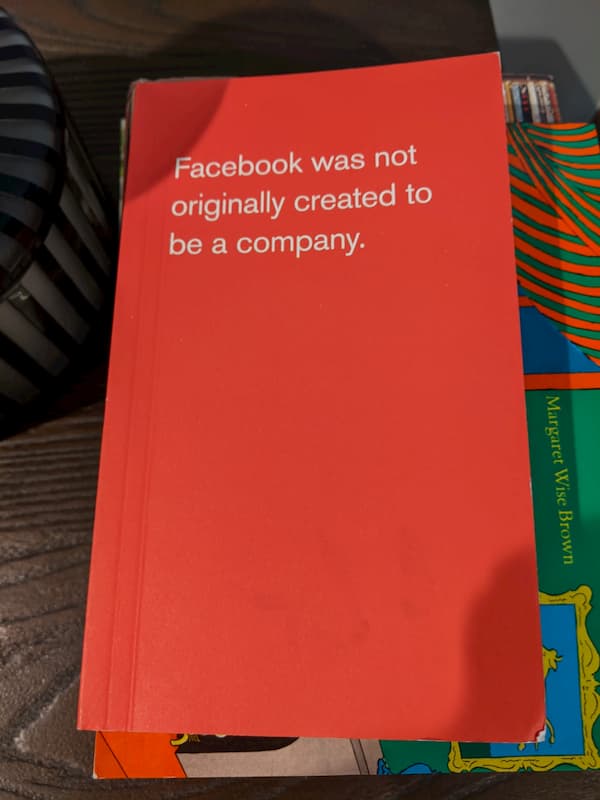 Facebook was not
originally created to
be a company.
Margaret Wise Brown